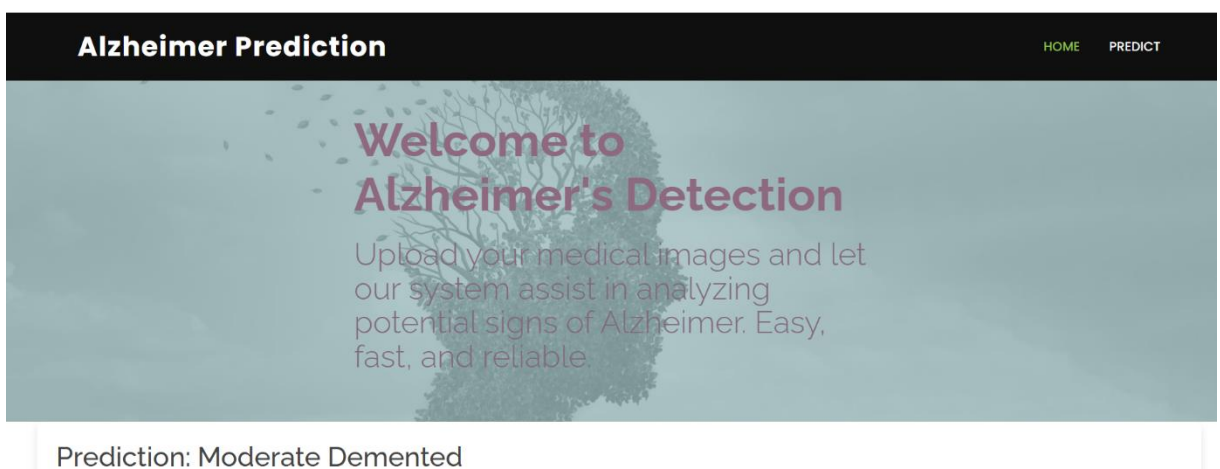 Alzheimer Prediction
HOME PREDICT
Welcome to
Alzheimer's Detection
Upload your medical images and let
our system assist in analyzing
potential signs of Alzheimer. Easy,
fast, and reliable.
Prediction: Moderate Demented